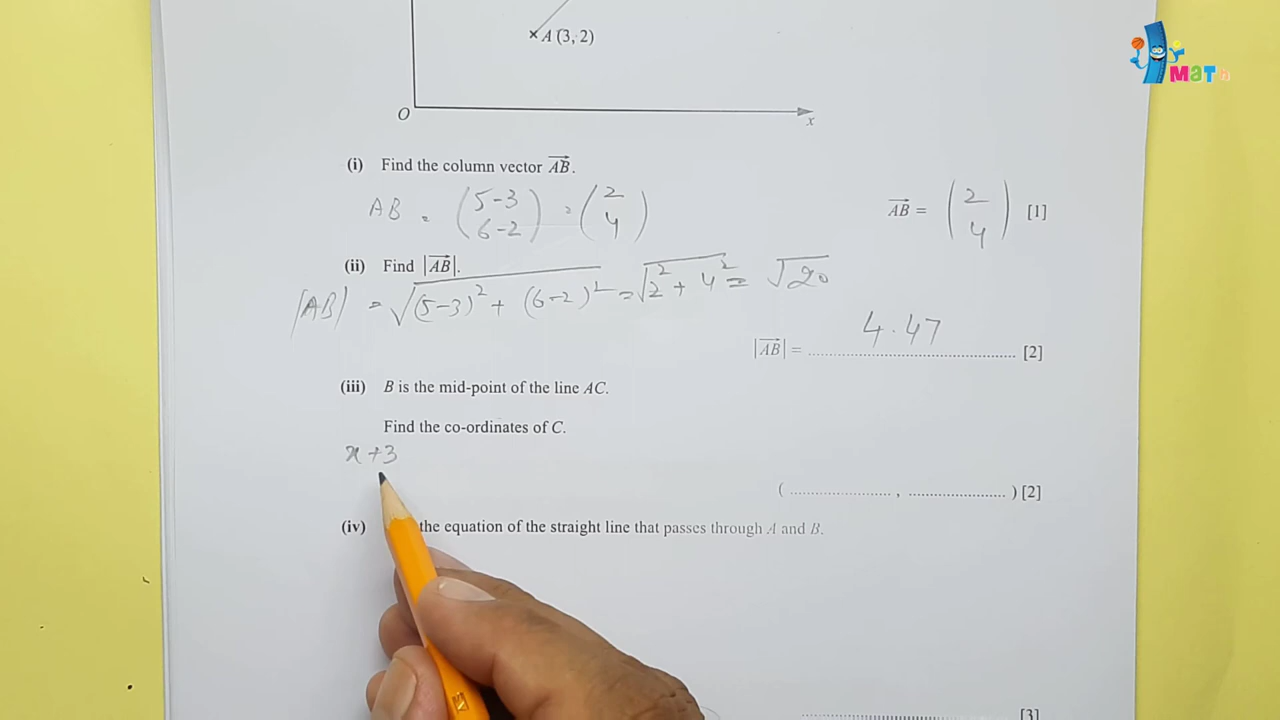 MATH
× A (3, 2)
O
x
(i) Find the column vector AB.
AB = (5-3 6-2) = (2 4)
AB = (2 4) [1]
(ii) Find |AB|.
|AB| = √(5-3)² + (6-2)² = √2² + 4² = √20
|AB| = 4.47 [2]
(iii) B is the mid-point of the line AC.
Find the co-ordinates of C.
x+3
( .................... , .................... ) [2]
(iv) the equation of the straight line that passes through A and B.
[3]